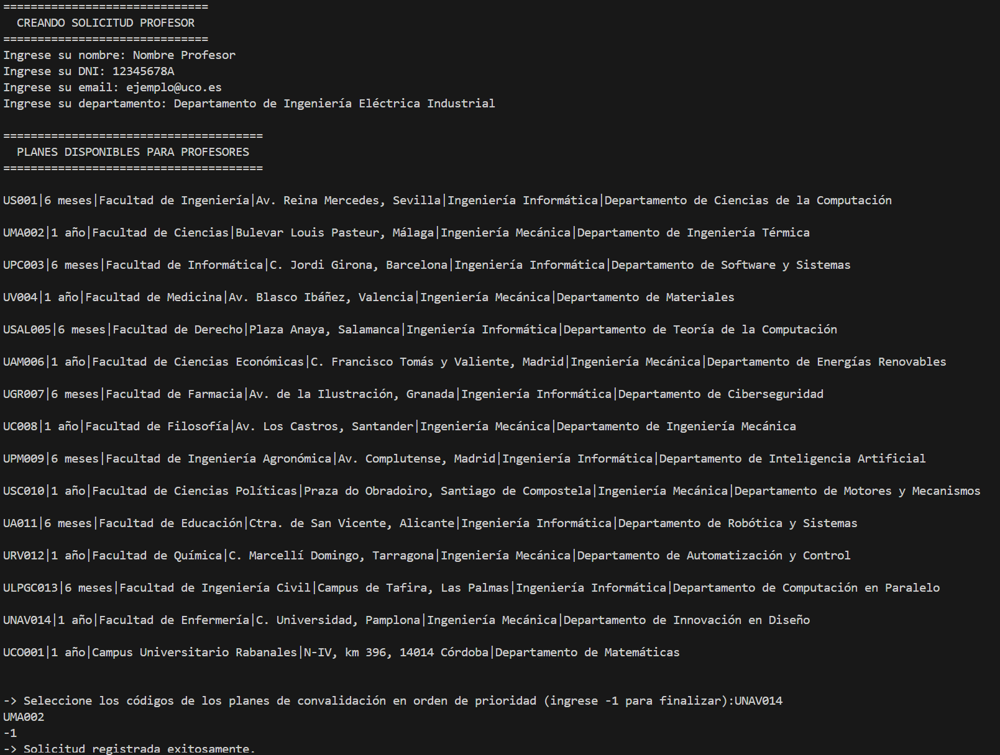 ==============================
CREANDO SOLICITUD PROFESOR
==============================
Ingrese su nombre: Nombre Profesor
Ingrese su DNI: 12345678A
Ingrese su email: ejemplo@uco.es
Ingrese su departamento: Departamento de Ingeniería Eléctrica Industrial
======================================
PLANES DISPONIBLES PARA PROFESORES
======================================
US001|6 meses|Facultad de Ingeniería|Av. Reina Mercedes, Sevilla|Ingeniería Informática|Departamento de Ciencias de la Computación
UMA002|1 año|Facultad de Ciencias|Bulevar Louis Pasteur, Málaga|Ingeniería Mecánica|Departamento de Ingeniería Térmica
UPC003|6 meses|Facultad de Informática|C. Jordi Girona, Barcelona|Ingeniería Informática|Departamento de Software y Sistemas
UV004|1 año|Facultad de Medicina|Av. Blasco Ibáñez, Valencia|Ingeniería Mecánica|Departamento de Materiales
USAL005|6 meses|Facultad de Derecho|Plaza Anaya, Salamanca|Ingeniería Informática|Departamento de Teoría de la Computación
UAM006|1 año|Facultad de Ciencias Económicas|C. Francisco Tomás y Valiente, Madrid|Ingeniería Mecánica|Departamento de Energías Renovables
UGR007|6 meses|Facultad de Farmacia|Av. de la Ilustración, Granada|Ingeniería Informática|Departamento de Ciberseguridad
UC008|1 año|Facultad de Filosofía|Av. Los Castros, Santander|Ingeniería Mecánica|Departamento de Ingeniería Mecánica
UPM009|6 meses|Facultad de Ingeniería Agronómica|Av. Complutense, Madrid|Ingeniería Informática|Departamento de Inteligencia Artificial
USC010|1 año|Facultad de Ciencias Políticas|Praza do Obradoiro, Santiago de Compostela|Ingeniería Mecánica|Departamento de Motores y Mecanismos
UA011|6 meses|Facultad de Educación|Ctra. de San Vicente, Alicante|Ingeniería Informática|Departamento de Robótica y Sistemas
URV012|1 año|Facultad de Química|C. Marcellí Domingo, Tarragona|Ingeniería Mecánica|Departamento de Automatización y Control
ULPGC013|6 meses|Facultad de Ingeniería Civil|Campus de Tafira, Las Palmas|Ingeniería Informática|Departamento de Computación en Paralelo
UNAV014|1 año|Facultad de Enfermería|C. Universidad, Pamplona|Ingeniería Mecánica|Departamento de Innovación en Diseño
UCO001|1 año|Campus Universitario Rabanales|N-IV, km 396, 14014 Córdoba|Departamento de Matemáticas
-> Seleccione los códigos de los planes de convalidación en orden de prioridad (ingrese -1 para finalizar):UNAV014
UMA002
-1
-> Solicitud registrada exitosamente.